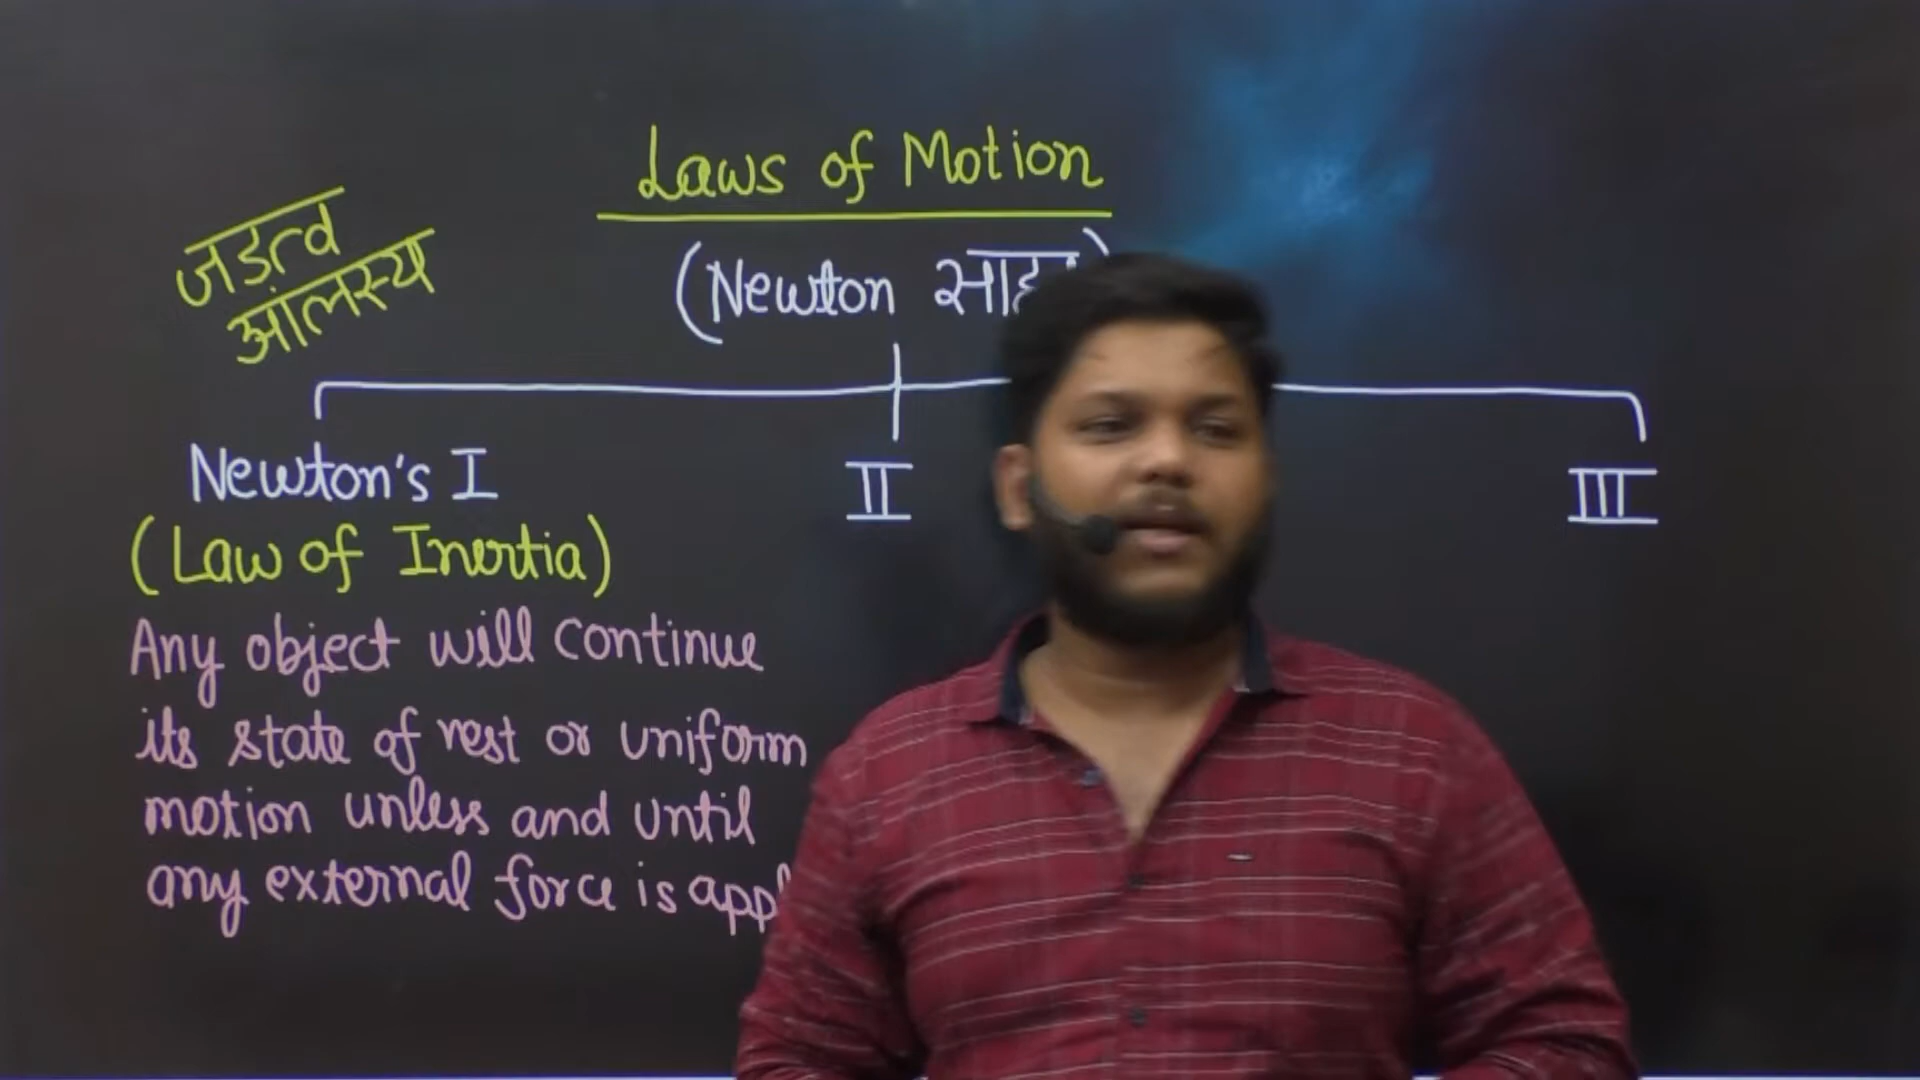 Laws of Motion
जड़त्व
आलस्य
(Newton
Newton's I
II
III
(Law of Inertia)
Any object will continue
its state of rest or uniform
motion unless and until
any external force is